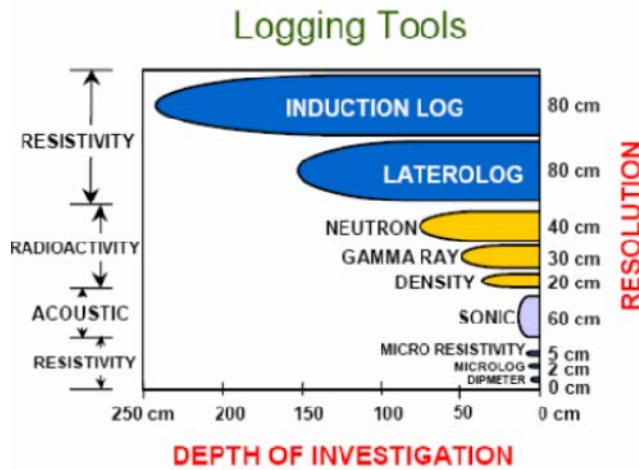 Logging Tools
RESISTIVITY
INDUCTION LOG
80 cm
LATEROLOG
80 cm
RADIOACTIVITY
NEUTRON
40 cm
GAMMA RAY
30 cm
DENSITY
20 cm
ACOUSTIC
SONIC
60 cm
RESISTIVITY
MICRO RESISTIVITY
5 cm
MICROLOG
2 cm
DIPMETER
0 cm
RESOLUTION
250 cm 200 150 100 50 0 cm
DEPTH OF INVESTIGATION